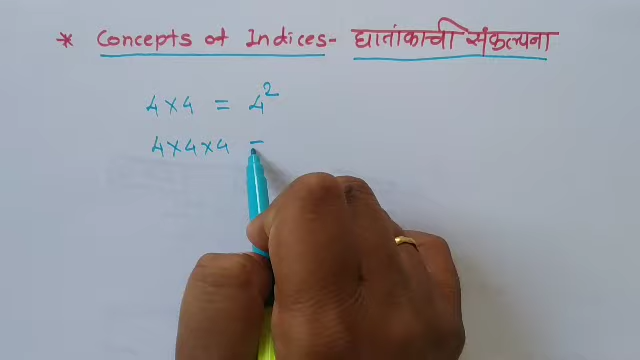 * Concepts of Indices- घातांकाची संकल्पना
4×4 = 4²
4×4×4 =